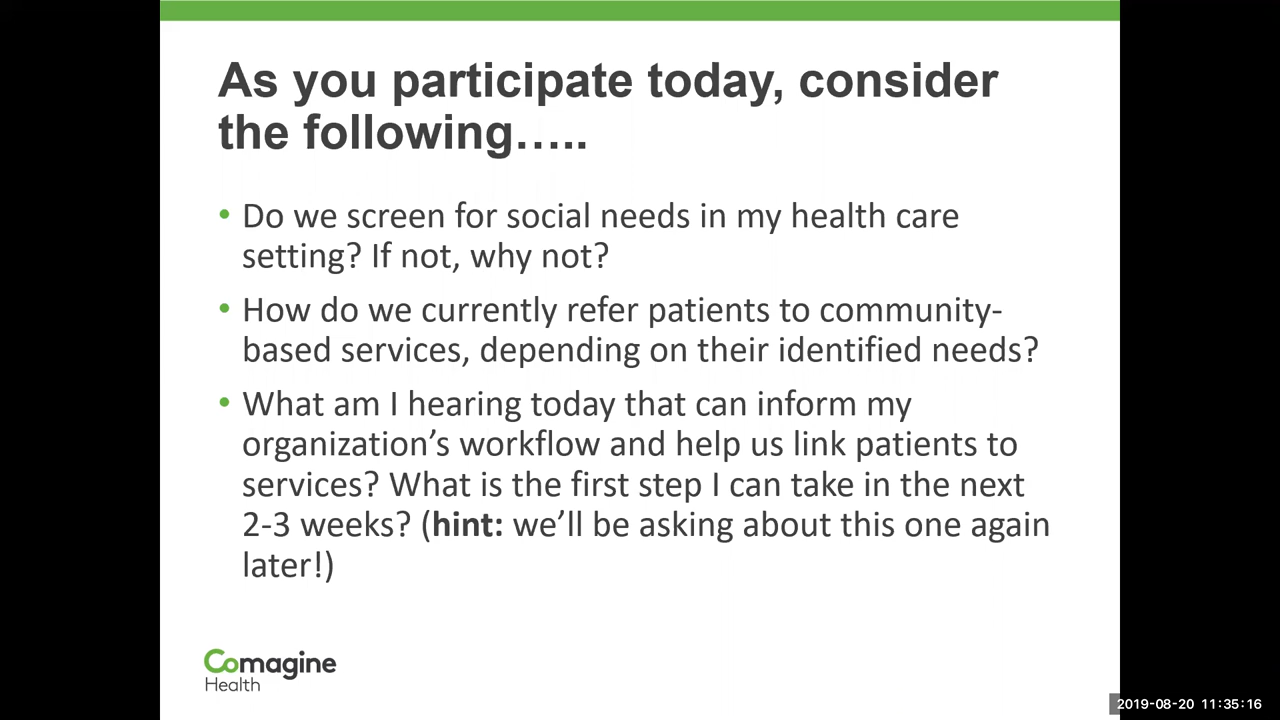 As you participate today, consider
the following…..
• Do we screen for social needs in my health care
setting? If not, why not?
• How do we currently refer patients to community-
based services, depending on their identified needs?
• What am I hearing today that can inform my
organization’s workflow and help us link patients to
services? What is the first step I can take in the next
2-3 weeks? (hint: we’ll be asking about this one again
later!)
Comagine
Health
2019-08-20 11:35:16